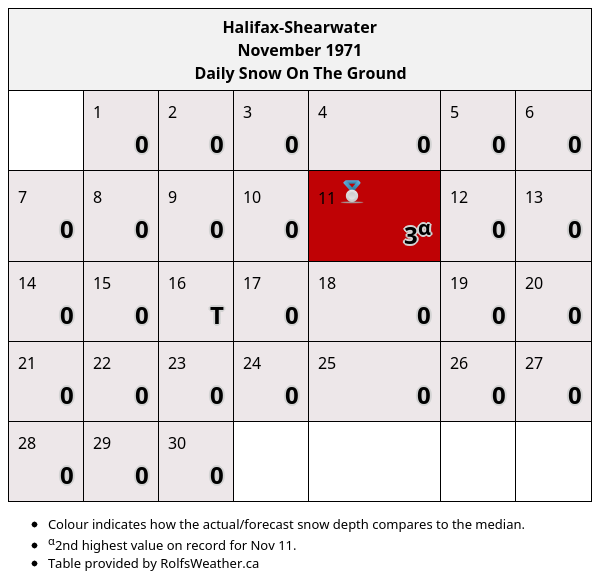 Halifax-Shearwater
November 1971
Daily Snow On The Ground
1 2 3 4 5 6
0 0 0 0 0 0
7 8 9 10 11 12 13
0 0 0 0 3ᵅ 0 0
14 15 16 17 18 19 20
0 0 T 0 0 0 0
21 22 23 24 25 26 27
0 0 0 0 0 0 0
28 29 30
0 0 0
• Colour indicates how the actual/forecast snow depth compares to the median.
• ᵅ2nd highest value on record for Nov 11.
• Table provided by RolfsWeather.ca